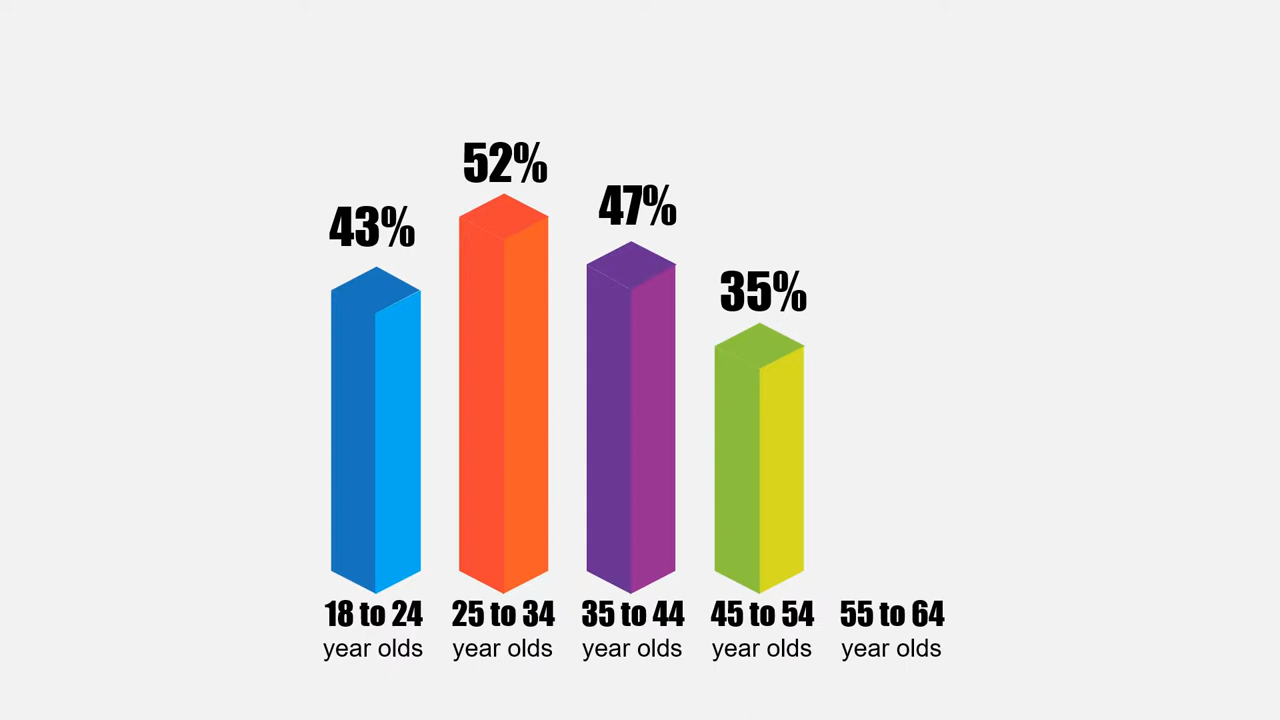 52%
47%
43%
35%
18 to 24 25 to 34 35 to 44 45 to 54 55 to 64
year olds year olds year olds year olds year olds